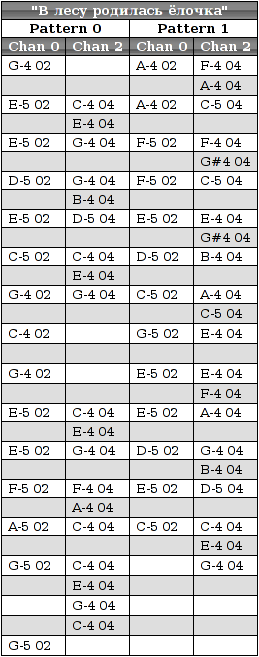 "В лесу родилась ёлочка"
Pattern 0 Pattern 1
Chan 0 Chan 2 Chan 0 Chan 2
G-4 02 A-4 02 F-4 04
A-4 04
E-5 02 C-4 04 A-4 02 C-5 04
E-4 04
E-5 02 G-4 04 F-5 02 F-4 04
G#4 04
D-5 02 G-4 04 F-5 02 C-5 04
B-4 04
E-5 02 D-5 04 E-5 02 E-4 04
G#4 04
C-5 02 C-4 04 D-5 02 B-4 04
E-4 04
G-4 02 G-4 04 C-5 02 A-4 04
C-5 04
C-4 02 G-5 02 E-4 04
G-4 02 E-5 02 E-4 04
F-4 04
E-5 02 C-4 04 E-5 02 A-4 04
E-4 04
E-5 02 G-4 04 D-5 02 G-4 04
B-4 04
F-5 02 F-4 04 E-5 02 D-5 04
A-4 04
A-5 02 C-4 04 C-5 02 C-4 04
E-4 04
G-5 02 C-4 04 G-4 04
E-4 04
G-4 04
C-4 04
G-5 02